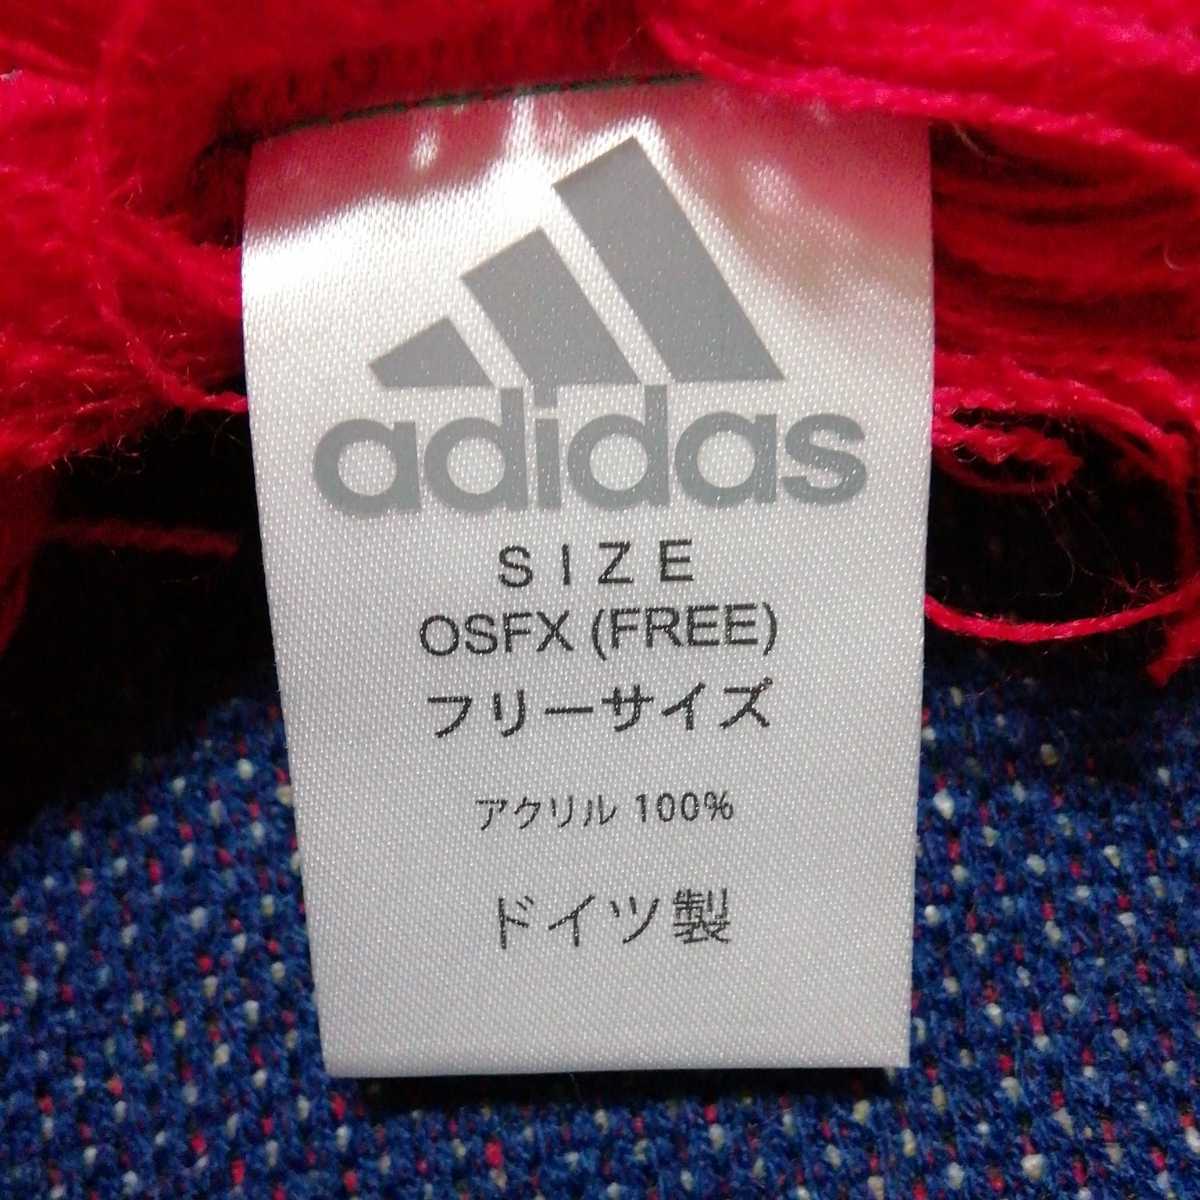 adidas
SIZE
OSFX (FREE)
フリーサイズ
アクリル 100%
ドイツ製